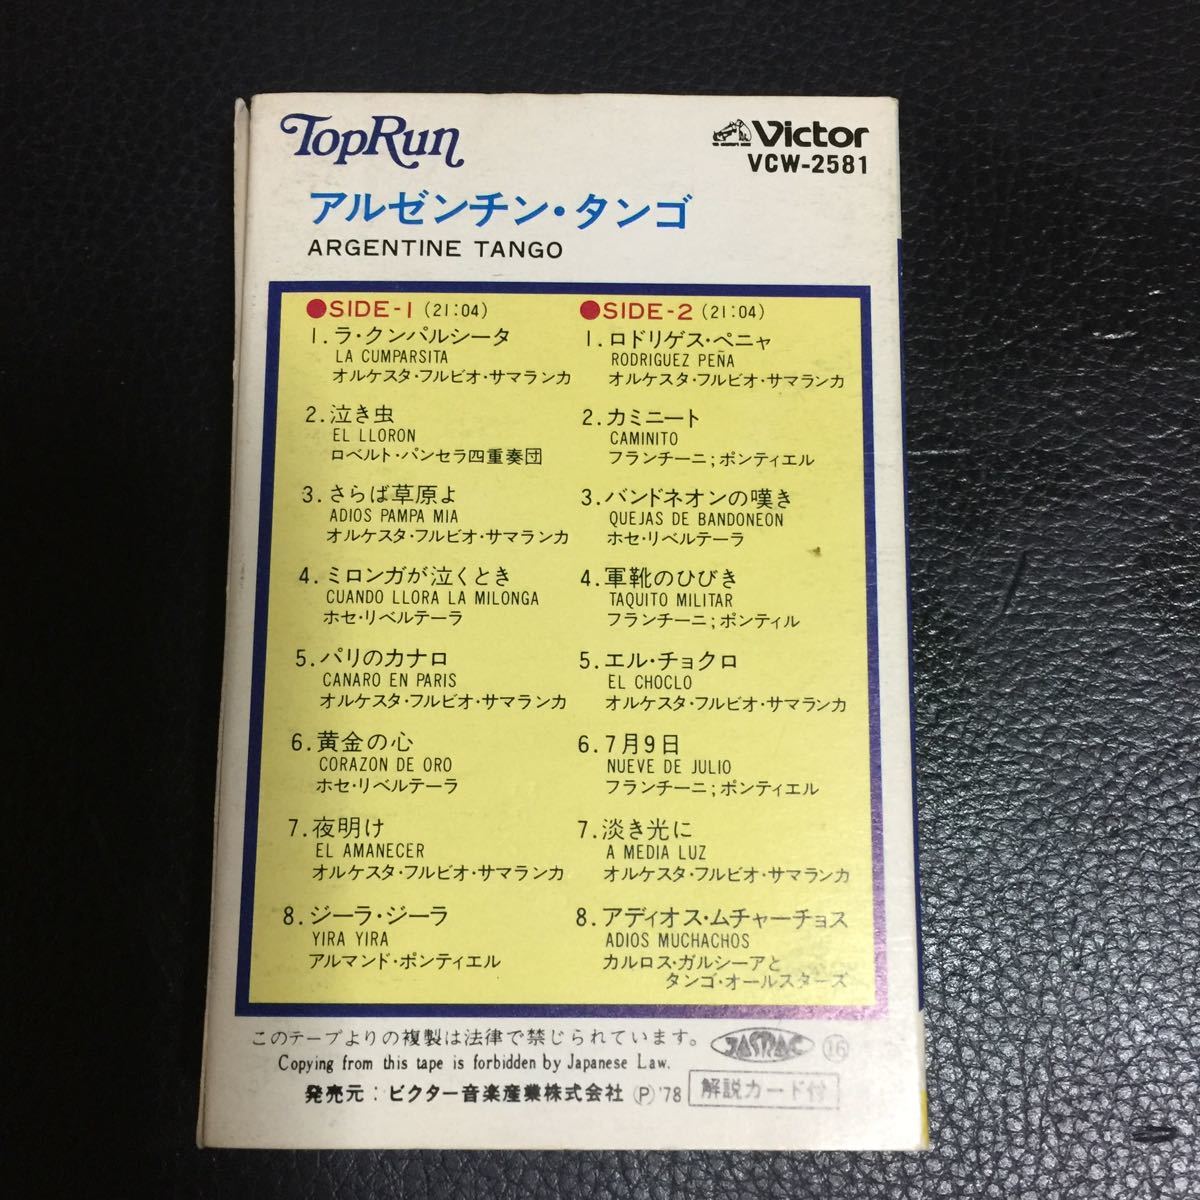 TopRun
Victor
VCW-2581
アルゼンチン・タンゴ
ARGENTINE TANGO
●SIDE-1 (21:04)
1.ラ・クンパルシータ
LA CUMPARSITA
オルケスタ・フルビオ・サマランカ
2.泣き虫
EL LLORON
ロベルト・パンセラ四重奏団
3.さらば草原よ
ADIOS PAMPA MIA
オルケスタ・フルビオ・サマランカ
4.ミロンガが泣くとき
CUANDO LLORA LA MILONGA
ホセ・リベルテーラ
5.パリのカナロ
CANARO EN PARIS
オルケスタ・フルビオ・サマランカ
6.黄金の心
CORAZON DE ORO
ホセ・リベルテーラ
7.夜明け
EL AMANECER
オルケスタ・フルビオ・サマランカ
8.ジーラ・ジーラ
YIRA YIRA
アルマンド・ポンティエル
●SIDE-2 (21:04)
1.ロドリゲス・ペニャ
RODRIGUEZ PEÑA
オルケスタ・フルビオ・サマランカ
2.カミニート
CAMINITO
フランチーニ;ポンティエル
3.バンドネオンの嘆き
QUEJAS DE BANDONEON
ホセ・リベルテーラ
4.軍靴のひびき
TAQUITO MILITAR
フランチーニ;ポンティル
5.エル・チョクロ
EL CHOCLO
オルケスタ・フルビオ・サマランカ
6.7月9日
NUEVE DE JULIO
フランチーニ;ポンティエル
7.淡き光に
A MEDIA LUZ
オルケスタ・フルビオ・サマランカ
8.アディオス・ムチャーチョス
ADIOS MUCHACHOS
カルロス・ガルシーアと
タンゴ・オールスターズ
このテープよりの複製は法律で禁じられています。
Copying from this tape is forbidden by Japanese Law.
JASRAC
⑯
発売元:ビクター音楽産業株式会社 Ⓟ'78
解説カード付